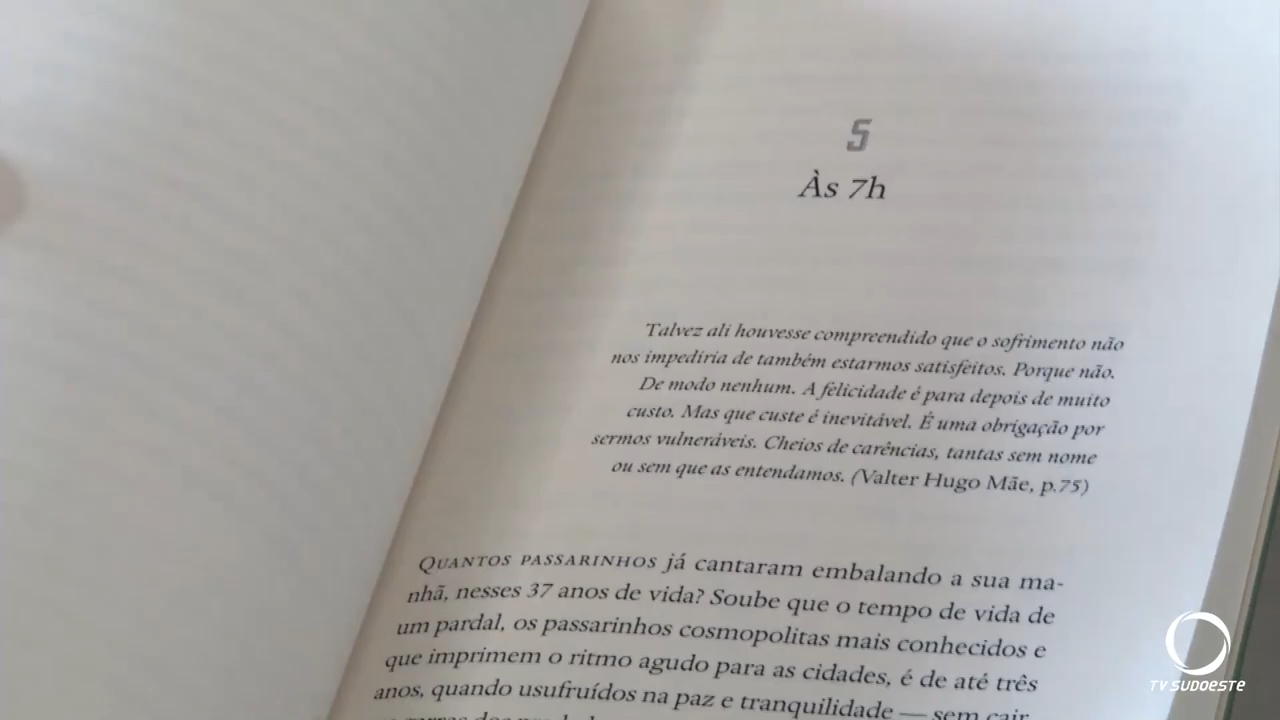 5
Às 7h
Talvez ali houvesse compreendido que o sofrimento não
nos impediria de também estarmos satisfeitos. Porque não.
De modo nenhum. A felicidade é para depois de muito
custo. Mas que custe é inevitável. É uma obrigação por
sermos vulneráveis. Cheios de carências, tantas sem nome
ou sem que as entendamos. (Valter Hugo Mãe, p.75)
QUANTOS PASSARINHOS já cantaram embalando a sua ma-
nhã, nesses 37 anos de vida? Soube que o tempo de vida de
um pardal, os passarinhos cosmopolitas mais conhecidos e
que imprimem o ritmo agudo para as cidades, é de até três
anos, quando usufruídos na paz e tranquilidade — sem cair
TV SUDOESTE